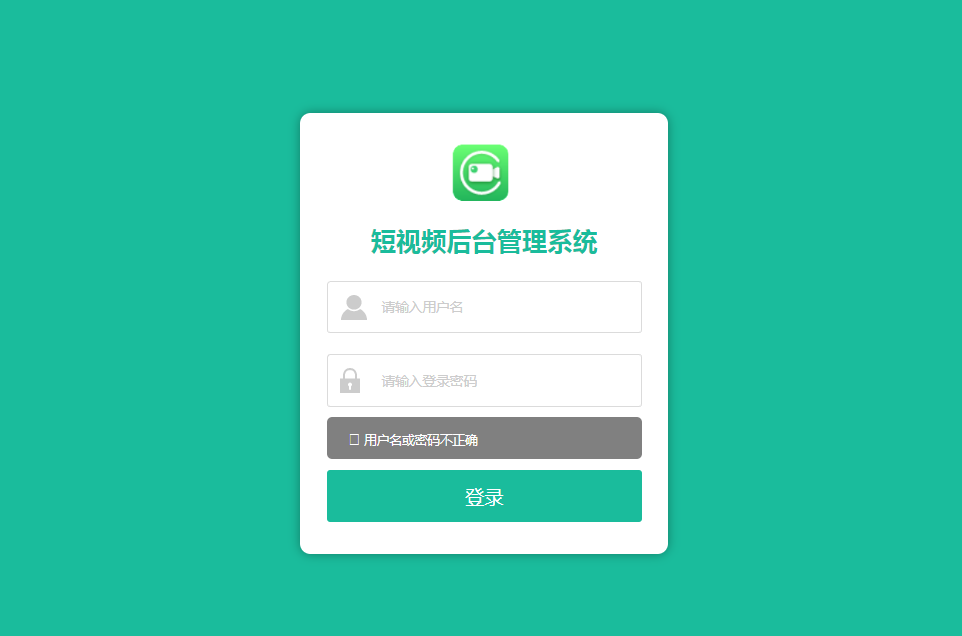 短视频后台管理系统
请输入用户名
请输入登录密码
用户名或密码不正确
登录